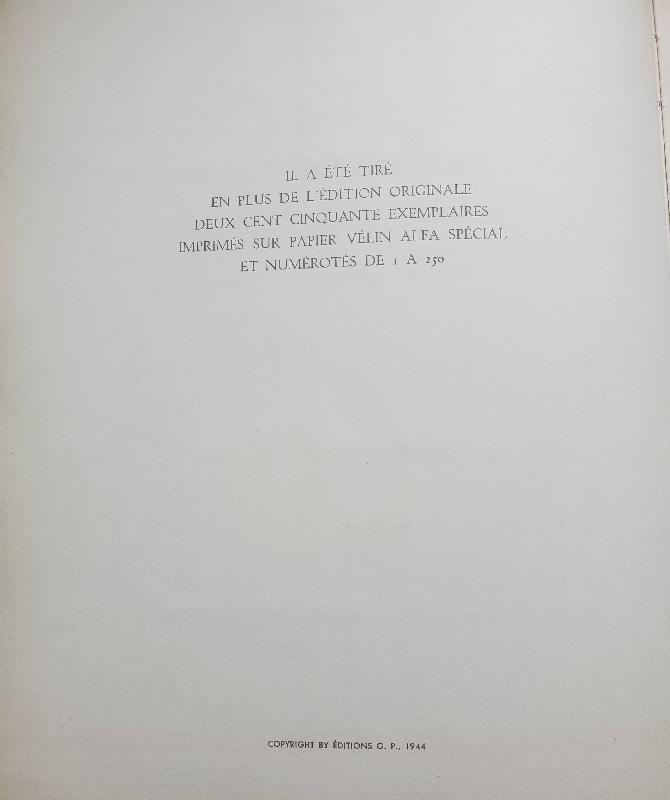 IL A ÉTÉ TIRÉ
EN PLUS DE L'ÉDITION ORIGINALE
DEUX CENT CINQUANTE EXEMPLAIRES
IMPRIMÉS SUR PAPIER VÉLIN ALFA SPÉCIAL
ET NUMÉROTÉS DE 1 A 250
COPYRIGHT BY ÉDITIONS G. P., 1944